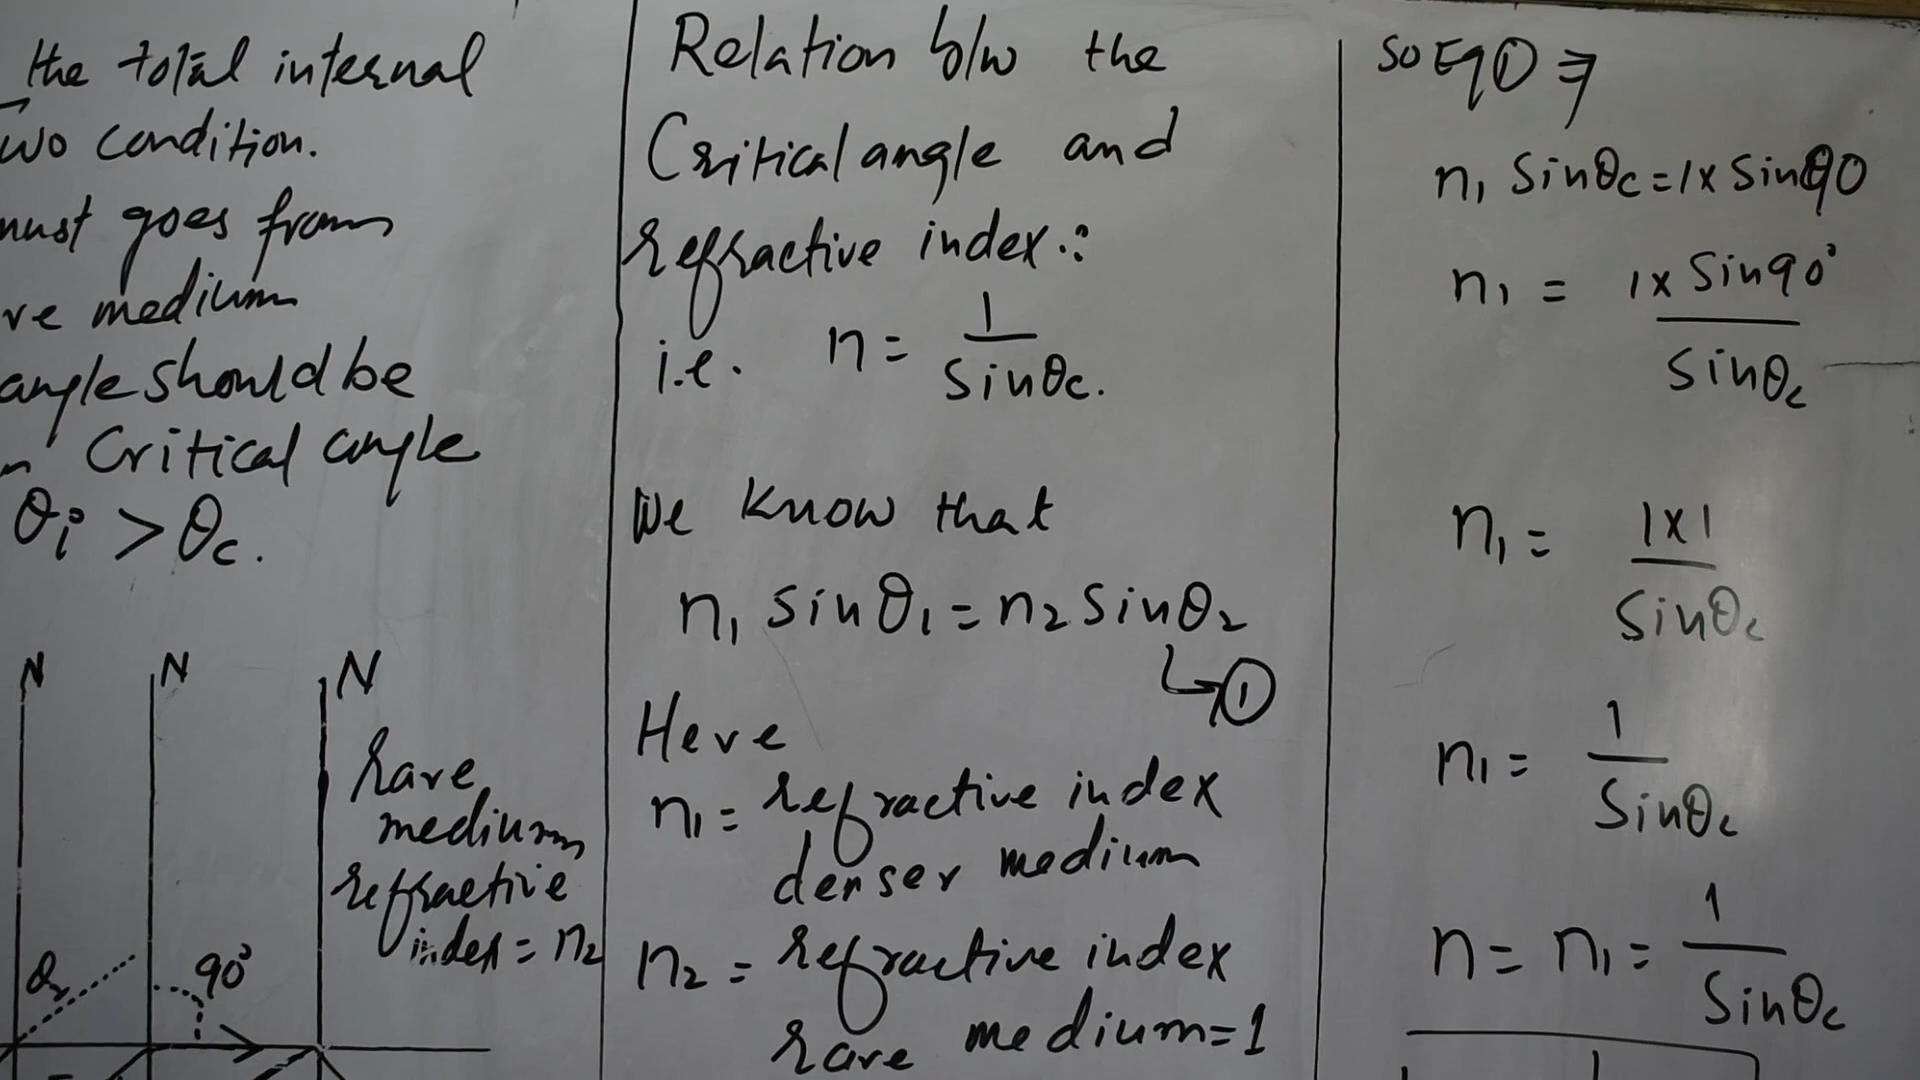 the total internal
two condition.
must goes from
re medium
angle should be
n Critical angle
θi > θc.
N N N
rare
medium
refractive
index = n2
θ2 90°
Relation b/w the
Critical angle and
refractive index:
i.e. n = 1 / sinθc.
We know that
n1 sinθ1 = n2 sinθ2
↳ ①
Here
n1 = refractive index
denser medium
n2 = refractive index
rare medium = 1
so Eq ① ⇒
n1 sinθc = 1 x sin90
n1 = 1 x sin90° / sinθc
n1 = 1x1 / sinθc
n1 = 1 / sinθc
n = n1 = 1 / sinθc